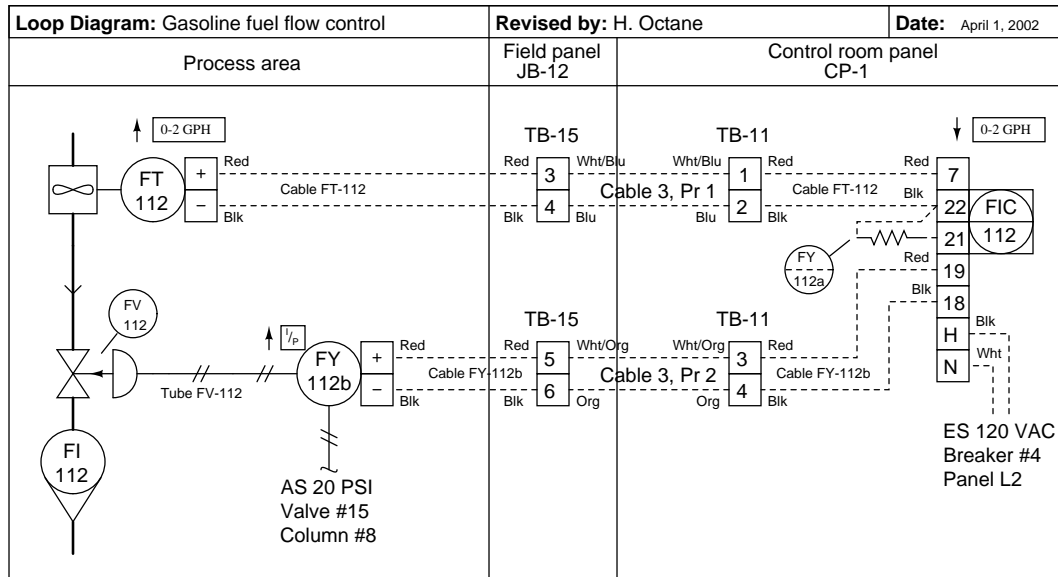 Loop Diagram: Gasoline fuel flow control
Revised by: H. Octane
Date: April 1, 2002
Process area
Field panel
JB-12
Control room panel
CP-1
0-2 GPH
TB-15
TB-11
0-2 GPH
FT
112
+
−
Red
Blk
Cable FT-112
Red
Blk
3
4
Wht/Blu
Blu
Cable 3, Pr 1
Wht/Blu
Blu
1
2
Red
Blk
Cable FT-112
Red
Blk
7
22
21
19
18
H
N
FIC
112
FY
112a
Red
Blk
Blk
Wht
ES 120 VAC
Breaker #4
Panel L2
FV
112
Tube FV-112
I/P
FY
112b
+
−
Red
Blk
Cable FY-112b
TB-15
Red
Blk
5
6
Wht/Org
Org
Cable 3, Pr 2
TB-11
Wht/Org
Org
3
4
Red
Blk
Cable FY-112b
FI
112
AS 20 PSI
Valve #15
Column #8